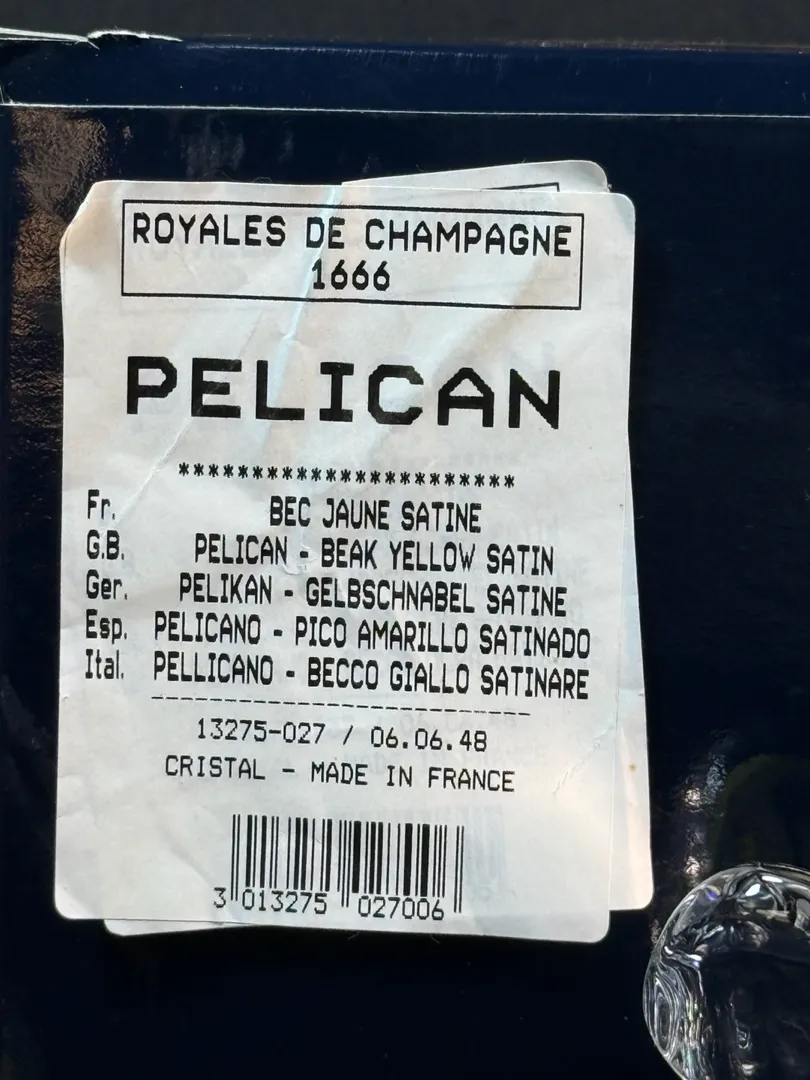 ROYALES DE CHAMPAGNE
1666
PELICAN
***********************
Fr. BEC JAUNE SATINE
G.B. PELICAN - BEAK YELLOW SATIN
Ger. PELIKAN - GELBSCHNABEL SATINE
Esp. PELICANO - PICO AMARILLO SATINADO
Ital. PELLICANO - BECCO GIALLO SATINARE
13275-027 / 06.06.48
CRISTAL - MADE IN FRANCE
3 013275 027006